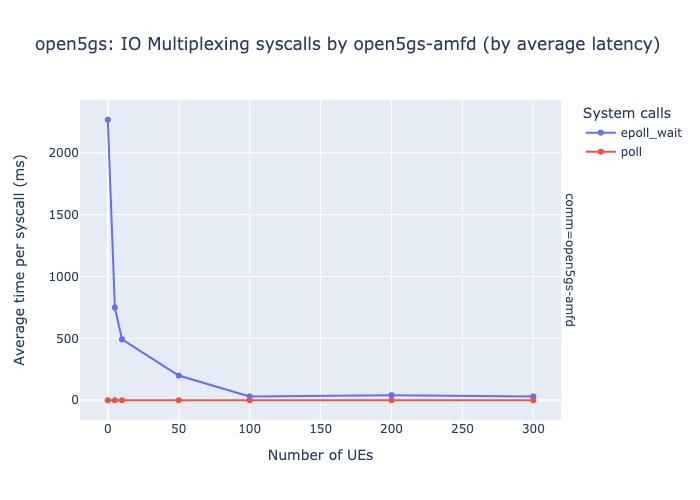 open5gs: IO Multiplexing syscalls by open5gs-amfd (by average latency)
System calls
epoll_wait
poll
comm=open5gs-amfd
Average time per syscall (ms)
2000
1500
1000
500
0
0
50
100
150
200
250
300
Number of UEs